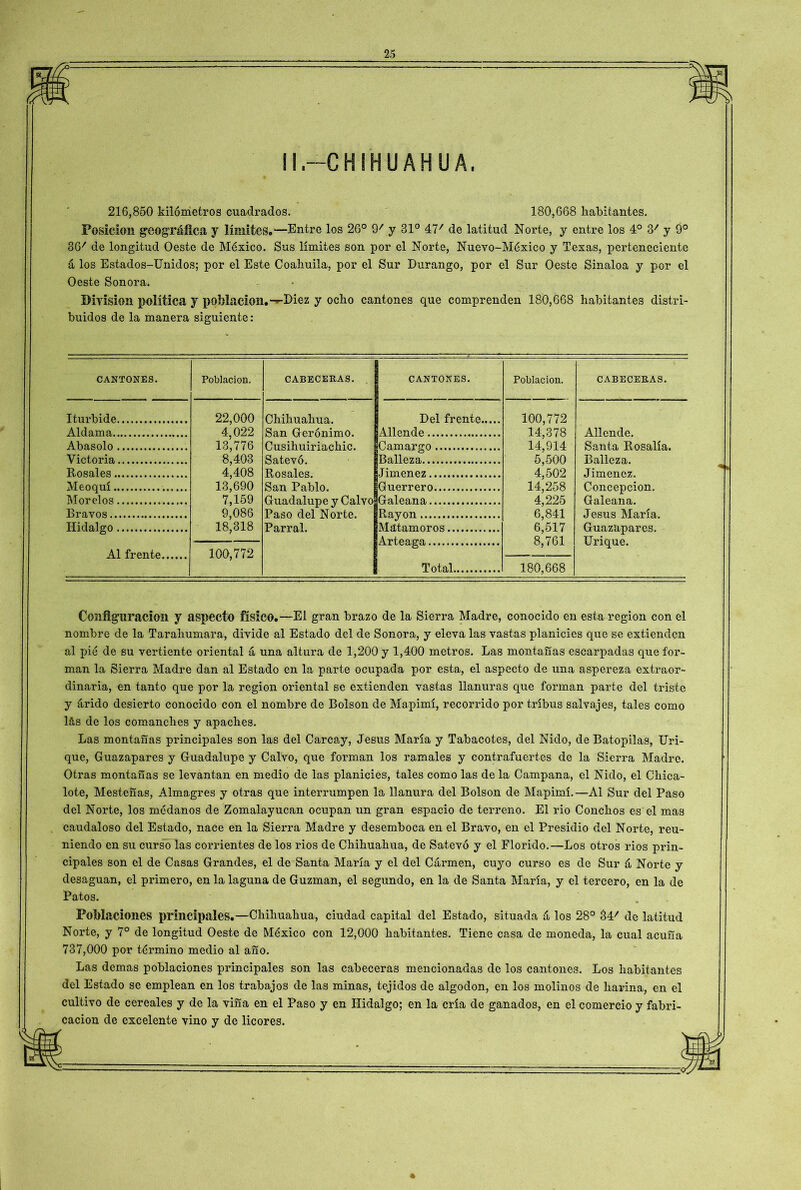 25
II.—CHIHUAHUA.
216,850 kilómetros cuadrados. 180,668 habitantes.
Posicion geográfica y límites.—Entre los 26° 9′ y 31° 47′ de latitud Norte, y entre los 4° 3′ y 9°
36′ de longitud Oeste de México. Sus límites son por el Norte, Nuevo-México y Texas, perteneciente
á los Estados-Unidos; por el Este Coahuila, por el Sur Durango, por el Sur Oeste Sinaloa y por el
Oeste Sonora.
Division política y poblacion.—Diez y ocho cantones que comprenden 180,668 habitantes distri-
buidos de la manera siguiente:
CANTONES. Poblacion. CABECERAS. CANTONES. Poblacion. CABECERAS.
Iturbide 22,000 Chihuahua. Del frente 100,772
Aldama 4,022 San Gerónimo. Allende 14,378 Allende.
Abasolo 13,776 Cusihuiriachic. Camargo 14,914 Santa Rosalía.
Victoria 8,403 Satevó. Balleza 5,500 Balleza.
Rosales 4,408 Rosales. Jimenez 4,502 Jimenez.
Meoquí 13,690 San Pablo. Guerrero 14,258 Concepcion.
Morelos 7,159 Guadalupe y Calvo Galeana 4,225 Galeana.
Bravos 9,086 Paso del Norte. Rayon 6,841 Jesus María.
Hidalgo 18,318 Parral. Matamoros 6,517 Guazapares.
Arteaga 8,761 Urique.
Al frente 100,772
Total 180,668
Configuracion y aspecto físico.—El gran brazo de la Sierra Madre, conocido en esta region con el
nombre de la Tarahumara, divide al Estado del de Sonora, y eleva las vastas planicies que se extienden
al pié de su vertiente oriental á una altura de 1,200 y 1,400 metros. Las montañas escarpadas que for-
man la Sierra Madre dan al Estado en la parte ocupada por esta, el aspecto de una aspereza extraor-
dinaria, en tanto que por la region oriental se extienden vastas llanuras que forman parte del triste
y árido desierto conocido con el nombre de Bolson de Mapimí, recorrido por tríbus salvajes, tales como
lás de los comanches y apaches.
Las montañas principales son las del Carcay, Jesus María y Tabacotes, del Nido, de Batopilas, Uri-
que, Guazapares y Guadalupe y Calvo, que forman los ramales y contrafuertes de la Sierra Madre.
Otras montañas se levantan en medio de las planicies, tales como las de la Campana, el Nido, el Chica-
lote, Mesteñas, Almagres y otras que interrumpen la llanura del Bolson de Mapimí.—Al Sur del Paso
del Norte, los médanos de Zomalayucan ocupan un gran espacio de terreno. El rio Conchos es el mas
caudaloso del Estado, nace en la Sierra Madre y desemboca en el Bravo, en el Presidio del Norte, reu-
niendo en su curso las corrientes de los rios de Chihuahua, de Satevó y el Florido.—Los otros rios prin-
cipales son el de Casas Grandes, el de Santa María y el del Cármen, cuyo curso es de Sur á Norte y
desaguan, el primero, en la laguna de Guzman, el segundo, en la de Santa María, y el tercero, en la de
Patos.
Poblaciones principales.—Chihuahua, ciudad capital del Estado, situada á los 28° 34′ de latitud
Norte, y 7° de longitud Oeste de México con 12,000 habitantes. Tiene casa de moneda, la cual acuña
737,000 por término medio al año.
Las demas poblaciones principales son las cabeceras mencionadas de los cantones. Los habitantes
del Estado se emplean en los trabajos de las minas, tejidos de algodon, en los molinos de harina, en el
cultivo de cereales y de la viña en el Paso y en Hidalgo; en la cría de ganados, en el comercio y fabri-
cacion de excelente vino y de licores.